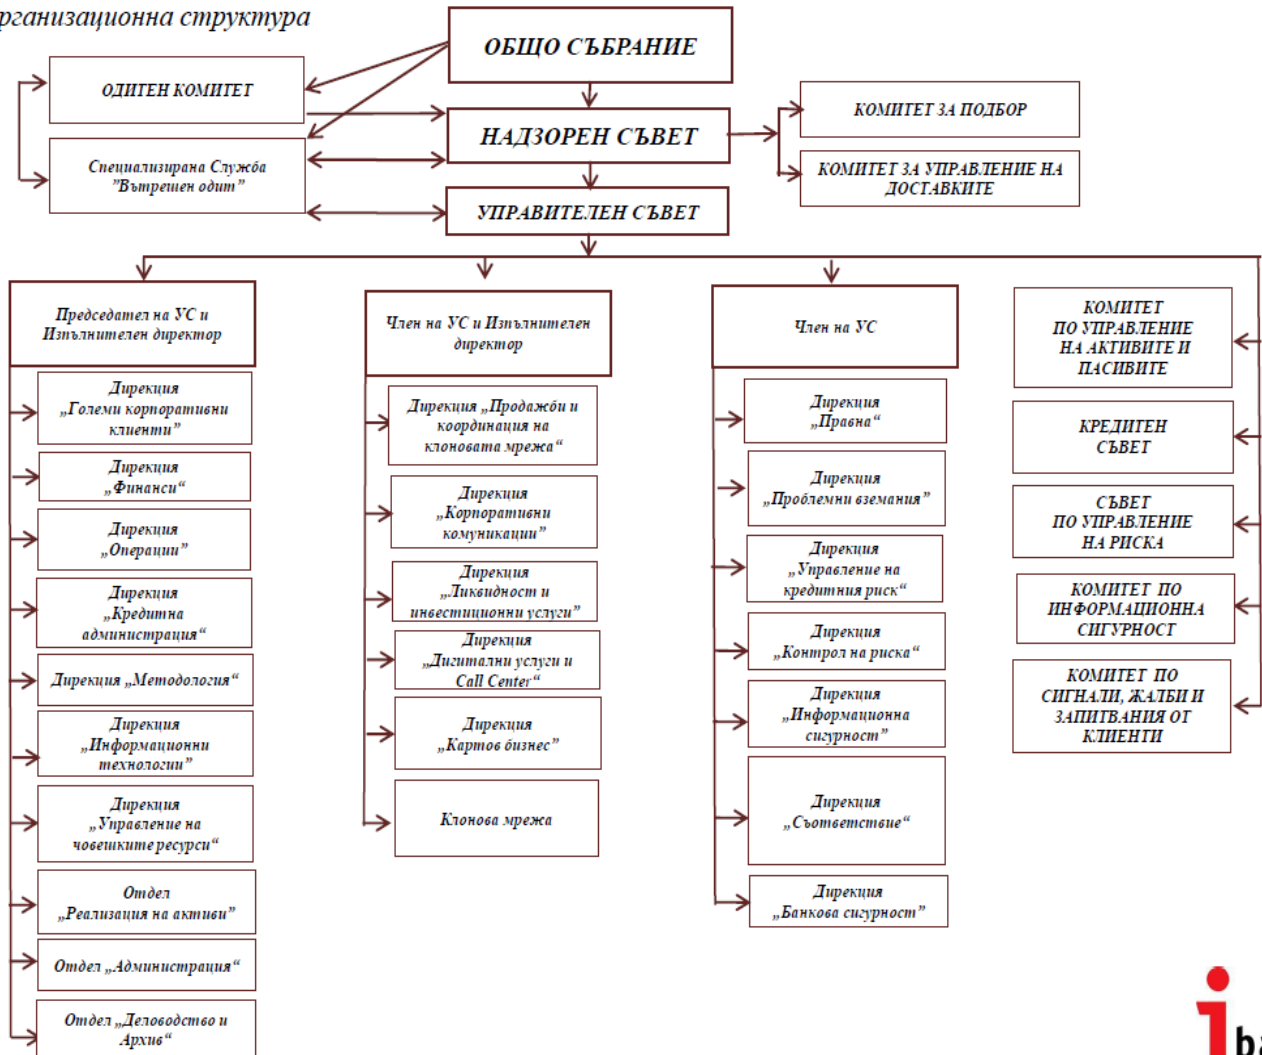 рганизационна структура
ОБЩО СЪБРАНИЕ
ОДИТЕН КОМИТЕТ
НАДЗОРЕН СЪВЕТ
КОМИТЕТ ЗА ПОДБОР
Специализирана Служба
"Вътрешен одит"
КОМИТЕТ ЗА УПРАВЛЕНИЕ НА
ДОСТАВКИТЕ
УПРАВИТЕЛЕН СЪВЕТ
Председател на УС и
Изпълнителен директор
Дирекция
„Големи корпоративни
клиенти”
Дирекция
„Финанси“
Дирекция
„Операции”
Дирекция
„Кредитна
администрация“
Дирекция „Методология“
Дирекция
„Информационни
технологии”
Дирекция
„Управление на
човешките ресурси“
Отдел
„Реализация на активи”
Отдел „Администрация“
Отдел „Деловодство и
Архив“
Член на УС и Изпълнителен
директор
Дирекция „Продажби и
координация на
клоновата мрежа“
Дирекция
„Корпоративни
комуникации”
Дирекция
„Ликвидност и
инвестиционни услуги”
Дирекция
„Дигитални услуги и
Call Center“
Дирекция
„Картов бизнес”
Клонова мрежа
Член на УС
Дирекция
„Правна“
Дирекция
„Проблемни вземания”
Дирекция
„Управление на
кредитния риск”
Дирекция
„Контрол на риска“
Дирекция
„Информационна
сигурност”
Дирекция
„Съответствие“
Дирекция
„Банкова сигурност”
КОМИТЕТ
ПО УПРАВЛЕНИЕ
НА АКТИВИТЕ И
ПАСИВИТЕ
КРЕДИТЕН
СЪВЕТ
СЪВЕТ
ПО УПРАВЛЕНИЕ
НА РИСКА
КОМИТЕТ ПО
ИНФОРМАЦИОННА
СИГУРНОСТ
КОМИТЕТ ПО
СИГНАЛИ, ЖАЛБИ И
ЗАПИТВАНИЯ ОТ
КЛИЕНТИ
iba